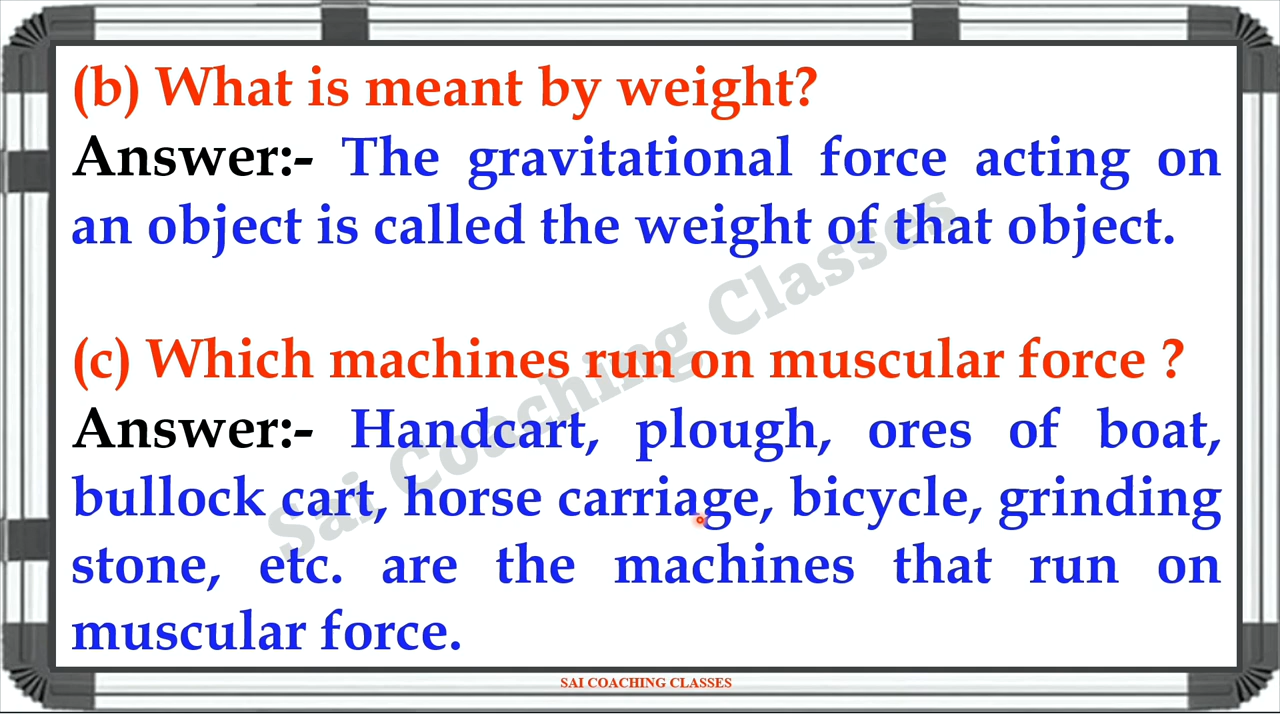 (b) What is meant by weight?
Answer:- The gravitational force acting on
an object is called the weight of that object.
(c) Which machines run on muscular force ?
Answer:- Handcart, plough, ores of boat,
bullock cart, horse carriage, bicycle, grinding
stone, etc. are the machines that run on
muscular force.
Sai Coaching Classes
SAI COACHING CLASSES